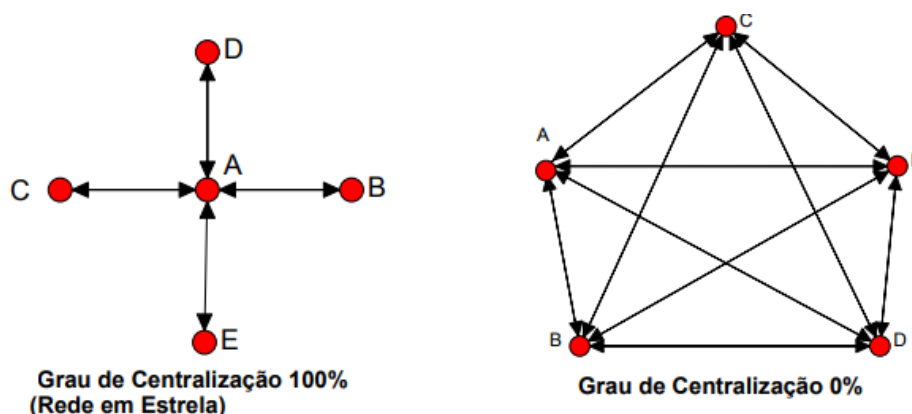 D
C
A
B
E
Grau de Centralização 100%
(Rede em Estrela)
C
A
B
D
Grau de Centralização 0%